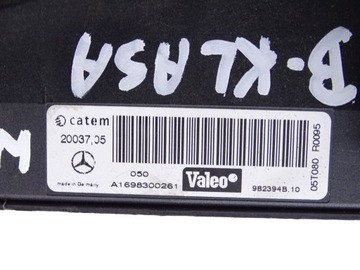 B-KLASA
catem
20037,05
050
made in Germany
A1698300261
Valeo
982394B.10
05T080 R0095